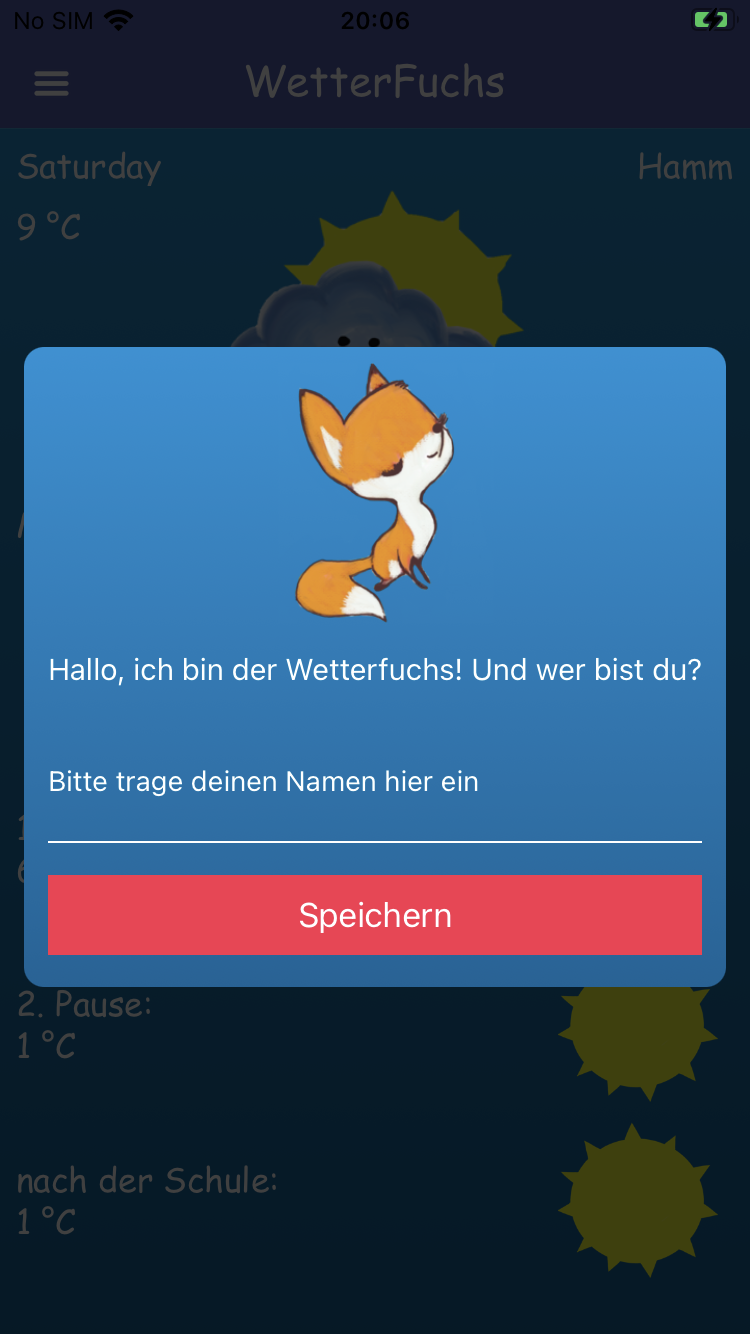 No SIM 20:06
WetterFuchs
Saturday Hamm
9 °C
Hallo, ich bin der Wetterfuchs! Und wer bist du?
Bitte trage deinen Namen hier ein
Speichern
2. Pause:
1 °C
nach der Schule:
1 °C